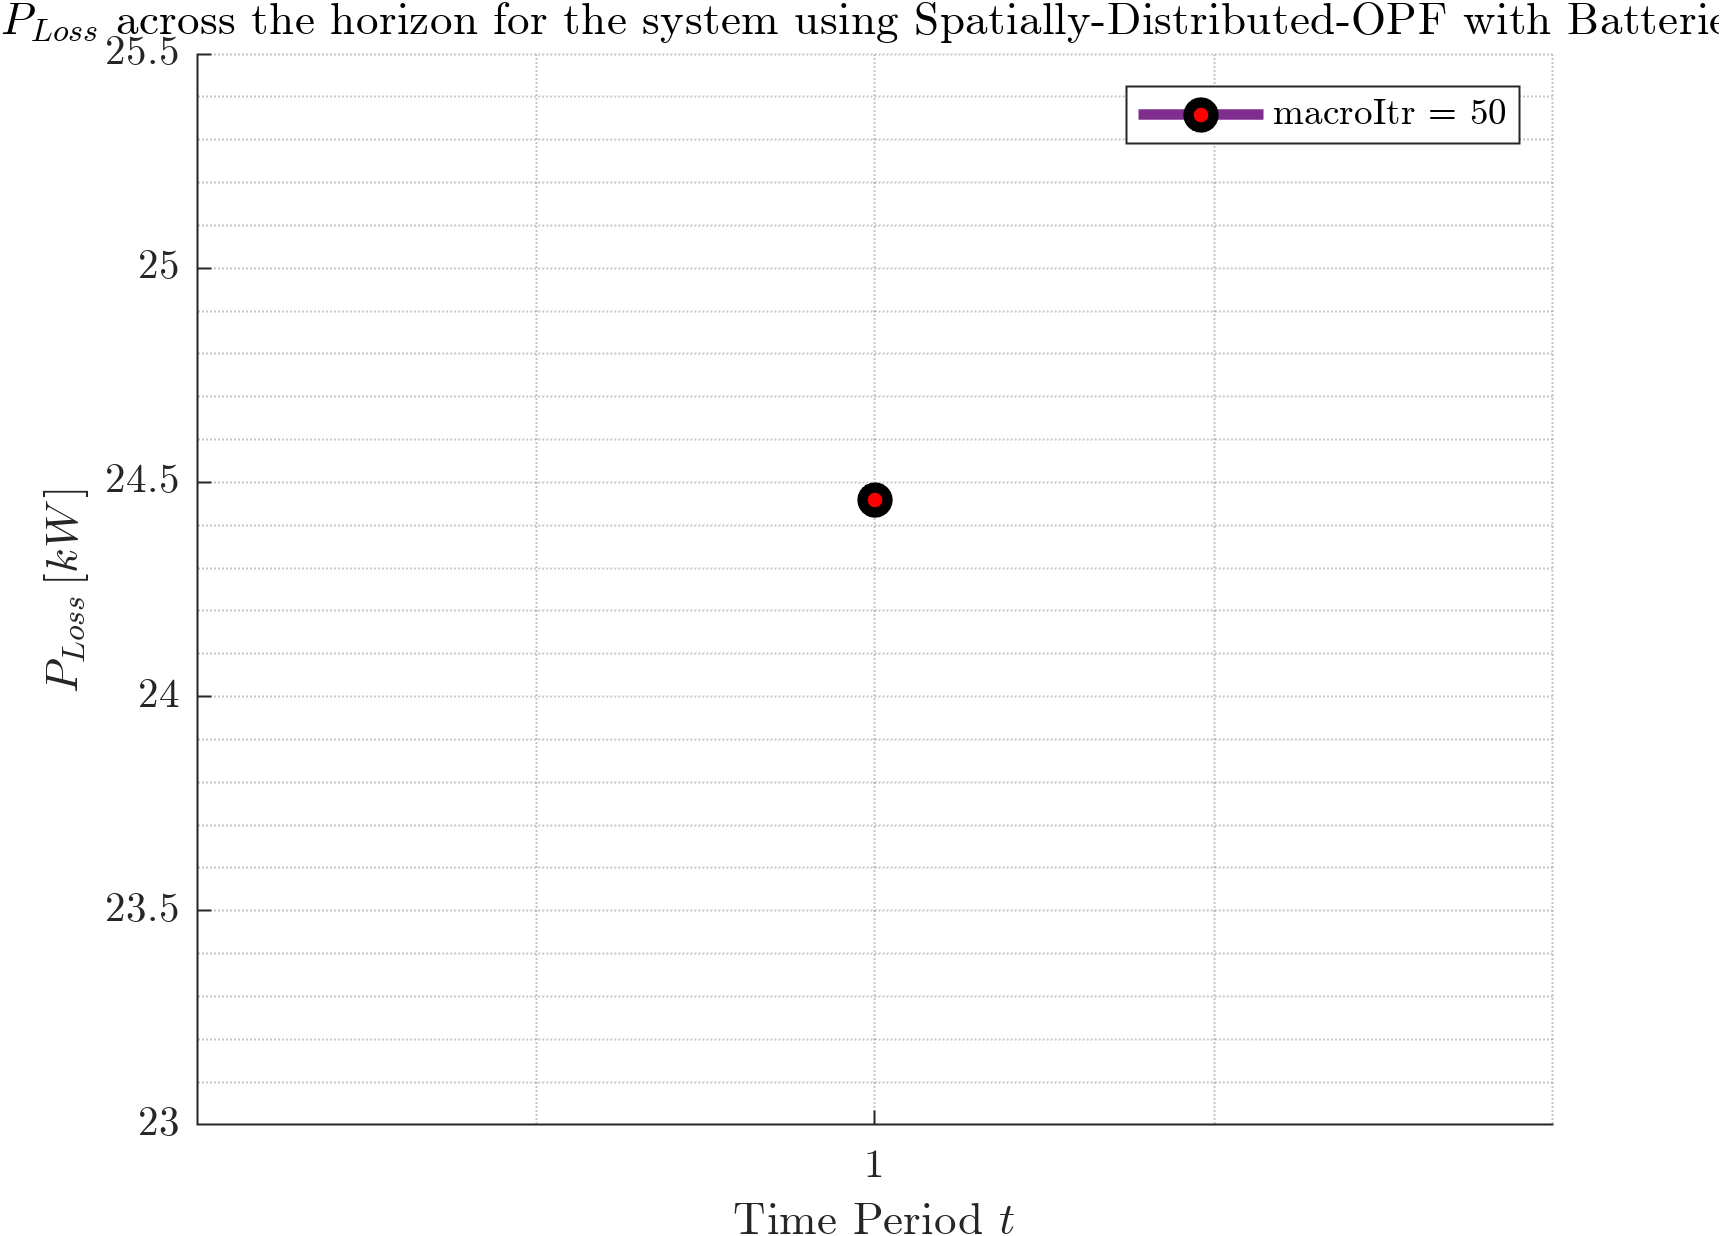 P_Loss across the horizon for the system using Spatially-Distributed-OPF with Batterie
25.5
macroItr = 50
25
24.5
24
23.5
23
P_Loss [kW]
1
Time Period t